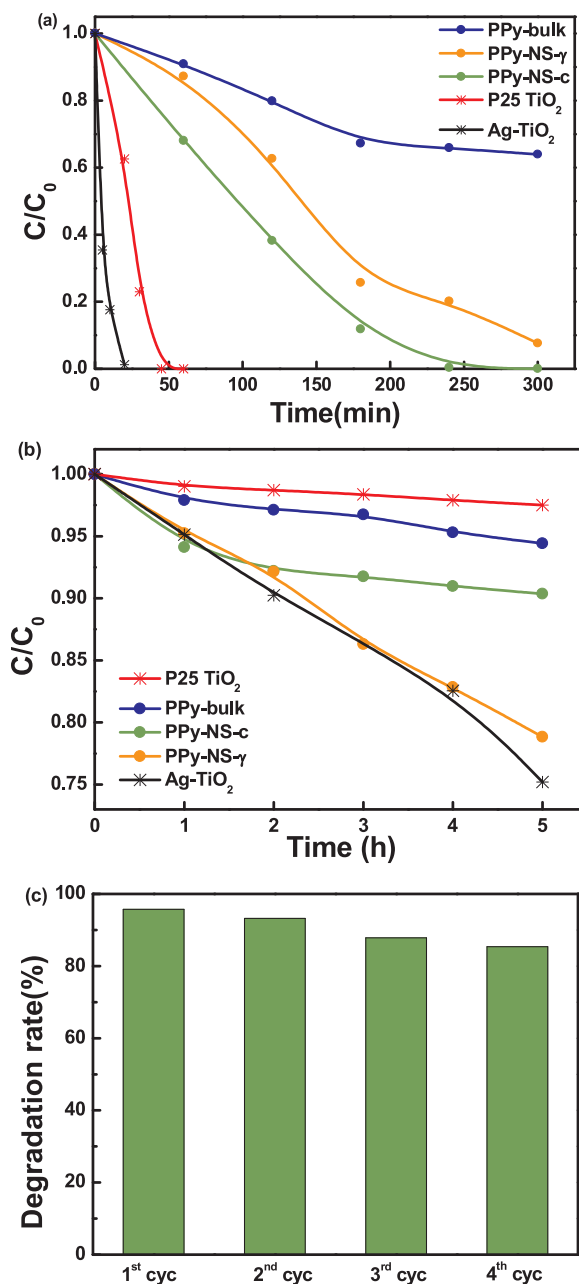 (a)
PPy-bulk
PPy-NS-γ
PPy-NS-c
P25 TiO₂
Ag-TiO₂
C/C₀
1.0
0.8
0.6
0.4
0.2
0.0
0 50 100 150 200 250 300
Time(min)
(b)
C/C₀
1.00
0.95
0.90
0.85
0.80
0.75
P25 TiO₂
PPy-bulk
PPy-NS-c
PPy-NS-γ
Ag-TiO₂
0 1 2 3 4 5
Time (h)
(c)
Degradation rate(%)
100
80
60
40
20
0
1ˢᵗ cyc 2ⁿᵈ cyc 3ʳᵈ cyc 4ᵗʰ cyc